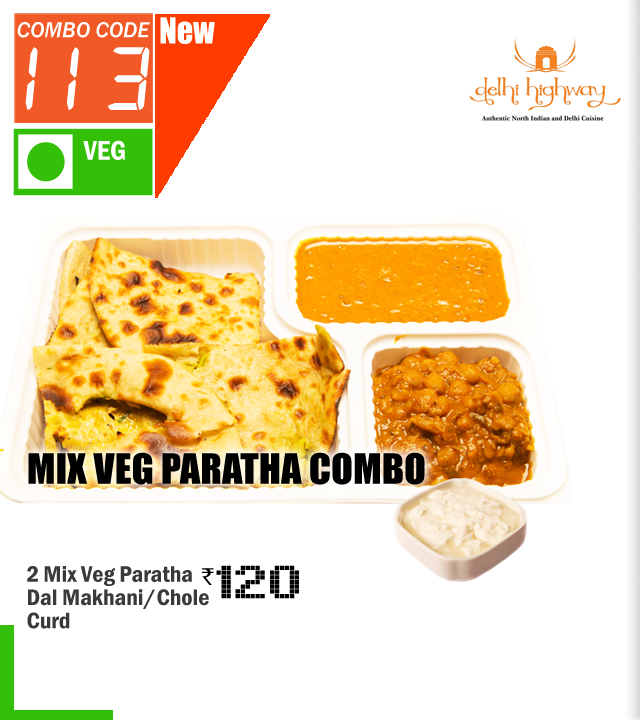 COMBO CODE
113
New
VEG
delhi highway
Authentic North Indian and Delhi Cuisine
MIX VEG PARATHA COMBO
2 Mix Veg Paratha ₹120
Dal Makhani/Chole
Curd